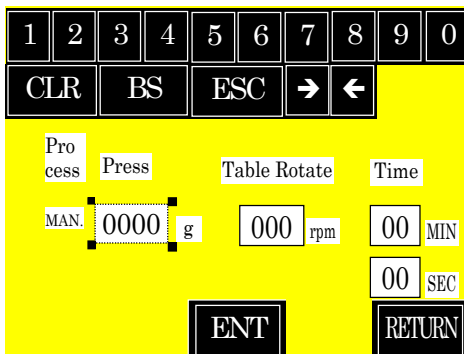 1 2 3 4 5 6 7 8 9 0
CLR BS ESC → ←
Pro
cess Press Table Rotate Time
MAN. 0000 g 000 rpm 00 MIN
00 SEC
ENT RETURN